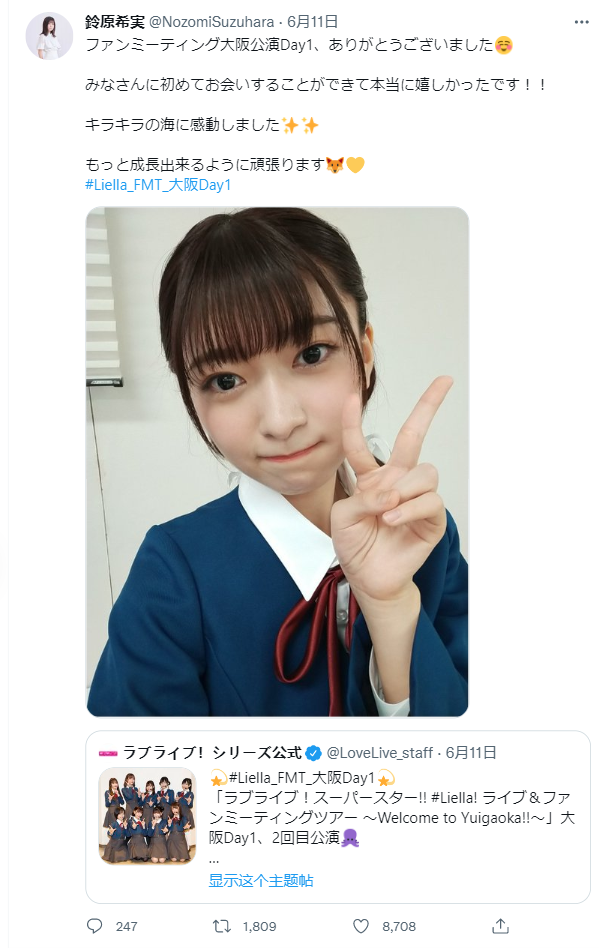 鈴原希実 @NozomiSuzuhara · 6月11日
ファンミーティング大阪公演Day1、ありがとうございました☺️
みなさんに初めてお会いすることができて本当に嬉しかったです！！
キラキラの海に感動しました✨✨
もっと成長出来るように頑張ります🦊💛
#Liella_FMT_大阪Day1
ラブライブ！シリーズ公式 @LoveLive_staff · 6月11日
💫#Liella_FMT_大阪Day1💫
「ラブライブ！スーパースター!! #Liella! ライブ＆ファ
ンミーティングツアー ～Welcome to Yuigaoka!!～」大
阪Day1、2回目公演🐙
...
显示这个主题帖
247 1,809 8,708